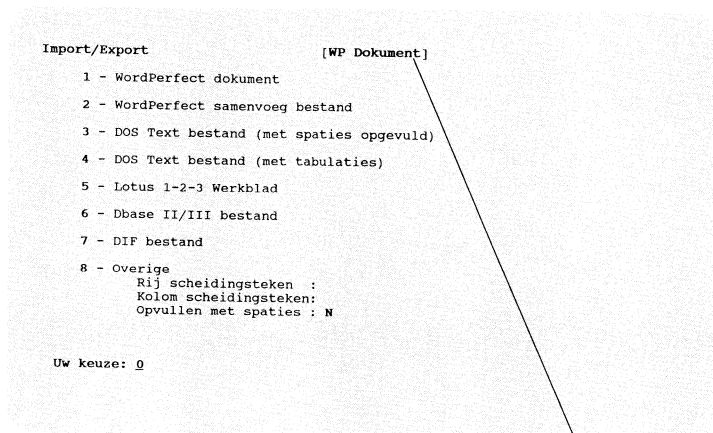 Import/Export [WP Dokument]
1 - WordPerfect dokument
2 - WordPerfect samenvoeg bestand
3 - DOS Text bestand (met spaties opgevuld)
4 - DOS Text bestand (met tabulaties)
5 - Lotus 1-2-3 Werkblad
6 - Dbase II/III bestand
7 - DIF bestand
8 - Overige
Rij scheidingsteken :
Kolom scheidingsteken:
Opvullen met spaties : N
Uw keuze: 0